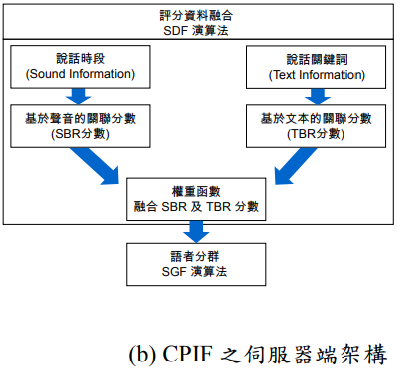 評分資料融合
SDF 演算法
說話時段
(Sound Information)
說話關鍵詞
(Text Information)
基於聲音的關聯分數
(SBR分數)
基於文本的關聯分數
(TBR分數)
權重函數
融合 SBR 及 TBR 分數
語者分群
SGF 演算法
(b) CPIF 之伺服器端架構